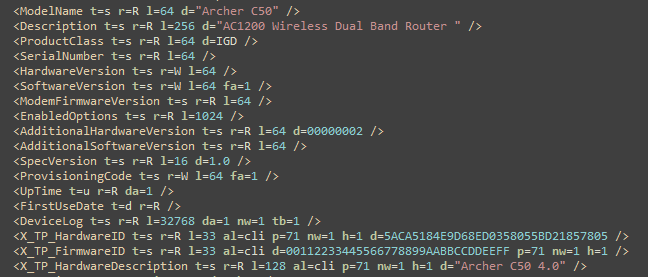 <ModelName t=s r=R l=64 d="Archer C50" />
<Description t=s r=R l=256 d="AC1200 Wireless Dual Band Router " />
<ProductClass t=s r=R l=64 d=IGD />
<SerialNumber t=s r=R l=64 />
<HardwareVersion t=s r=W l=64 />
<SoftwareVersion t=s r=W l=64 fa=1 />
<ModemFirmwareVersion t=s r=R l=64 />
<EnabledOptions t=s r=R l=1024 />
<AdditionalHardwareVersion t=s r=R l=64 d=00000002 />
<AdditionalSoftwareVersion t=s r=R l=64 />
<SpecVersion t=s r=R l=16 d=1.0 />
<ProvisioningCode t=s r=W l=64 fa=1 />
<UpTime t=u r=R da=1 />
<FirstUseDate t=d r=R />
<DeviceLog t=s r=R l=32768 da=1 nw=1 tb=1 />
<X_TP_HardwareID t=s r=R l=33 al=cli p=71 nw=1 h=1 d=5ACA5184E9D68ED0358055BD21857805 />
<X_TP_FirmwareID t=s r=R l=33 al=cli d=00112233445566778899AABBCCDDEEFF p=71 nw=1 h=1 />
<X_TP_HardwareDescription t=s r=R l=128 al=cli p=71 nw=1 h=1 d="Archer C50 4.0" />